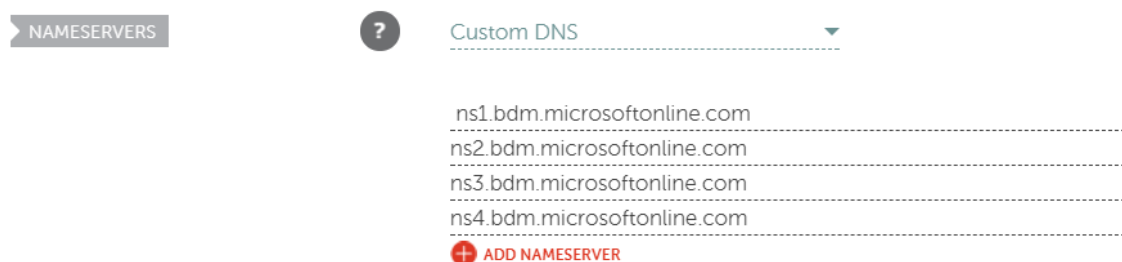 NAMESERVERS
?
Custom DNS
ns1.bdm.microsoftonline.com
ns2.bdm.microsoftonline.com
ns3.bdm.microsoftonline.com
ns4.bdm.microsoftonline.com
ADD NAMESERVER